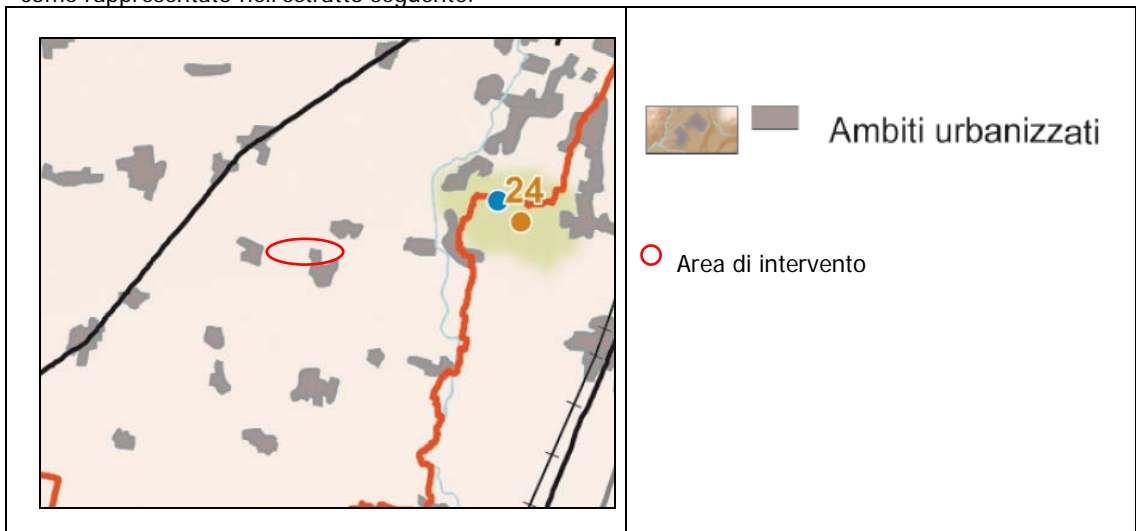 come rappresentato nell'estratto seguente:
24
Ambiti urbanizzati
Area di intervento